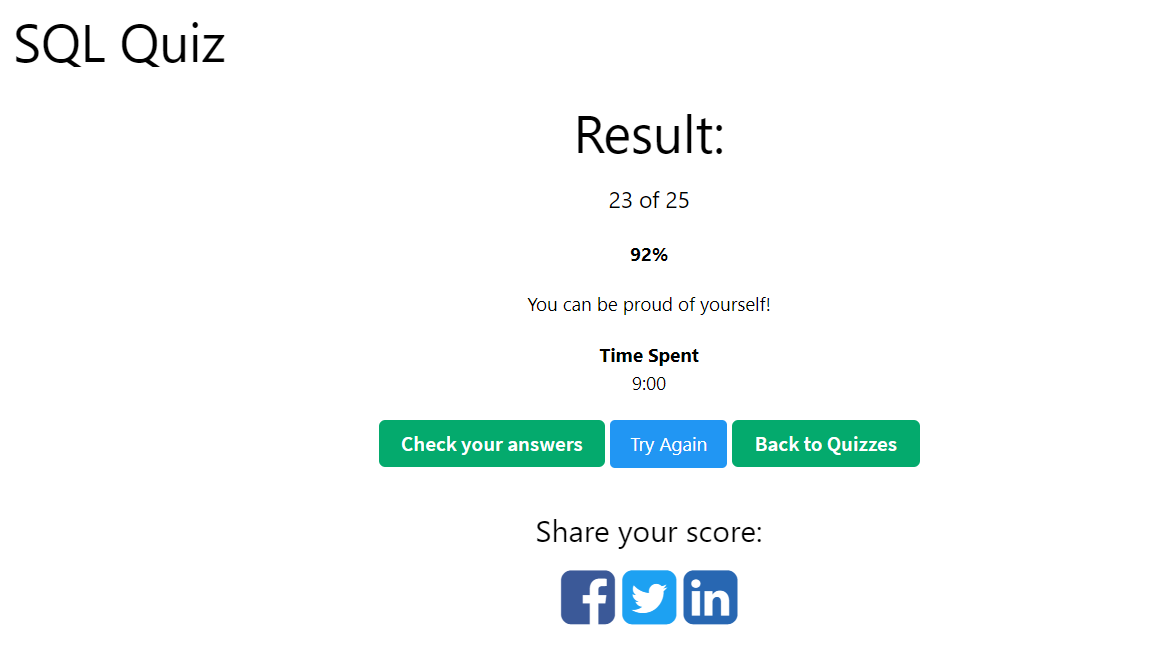 SQL Quiz
Result:
23 of 25
92%
You can be proud of yourself!
Time Spent
9:00
Check your answers Try Again Back to Quizzes
Share your score:
f in